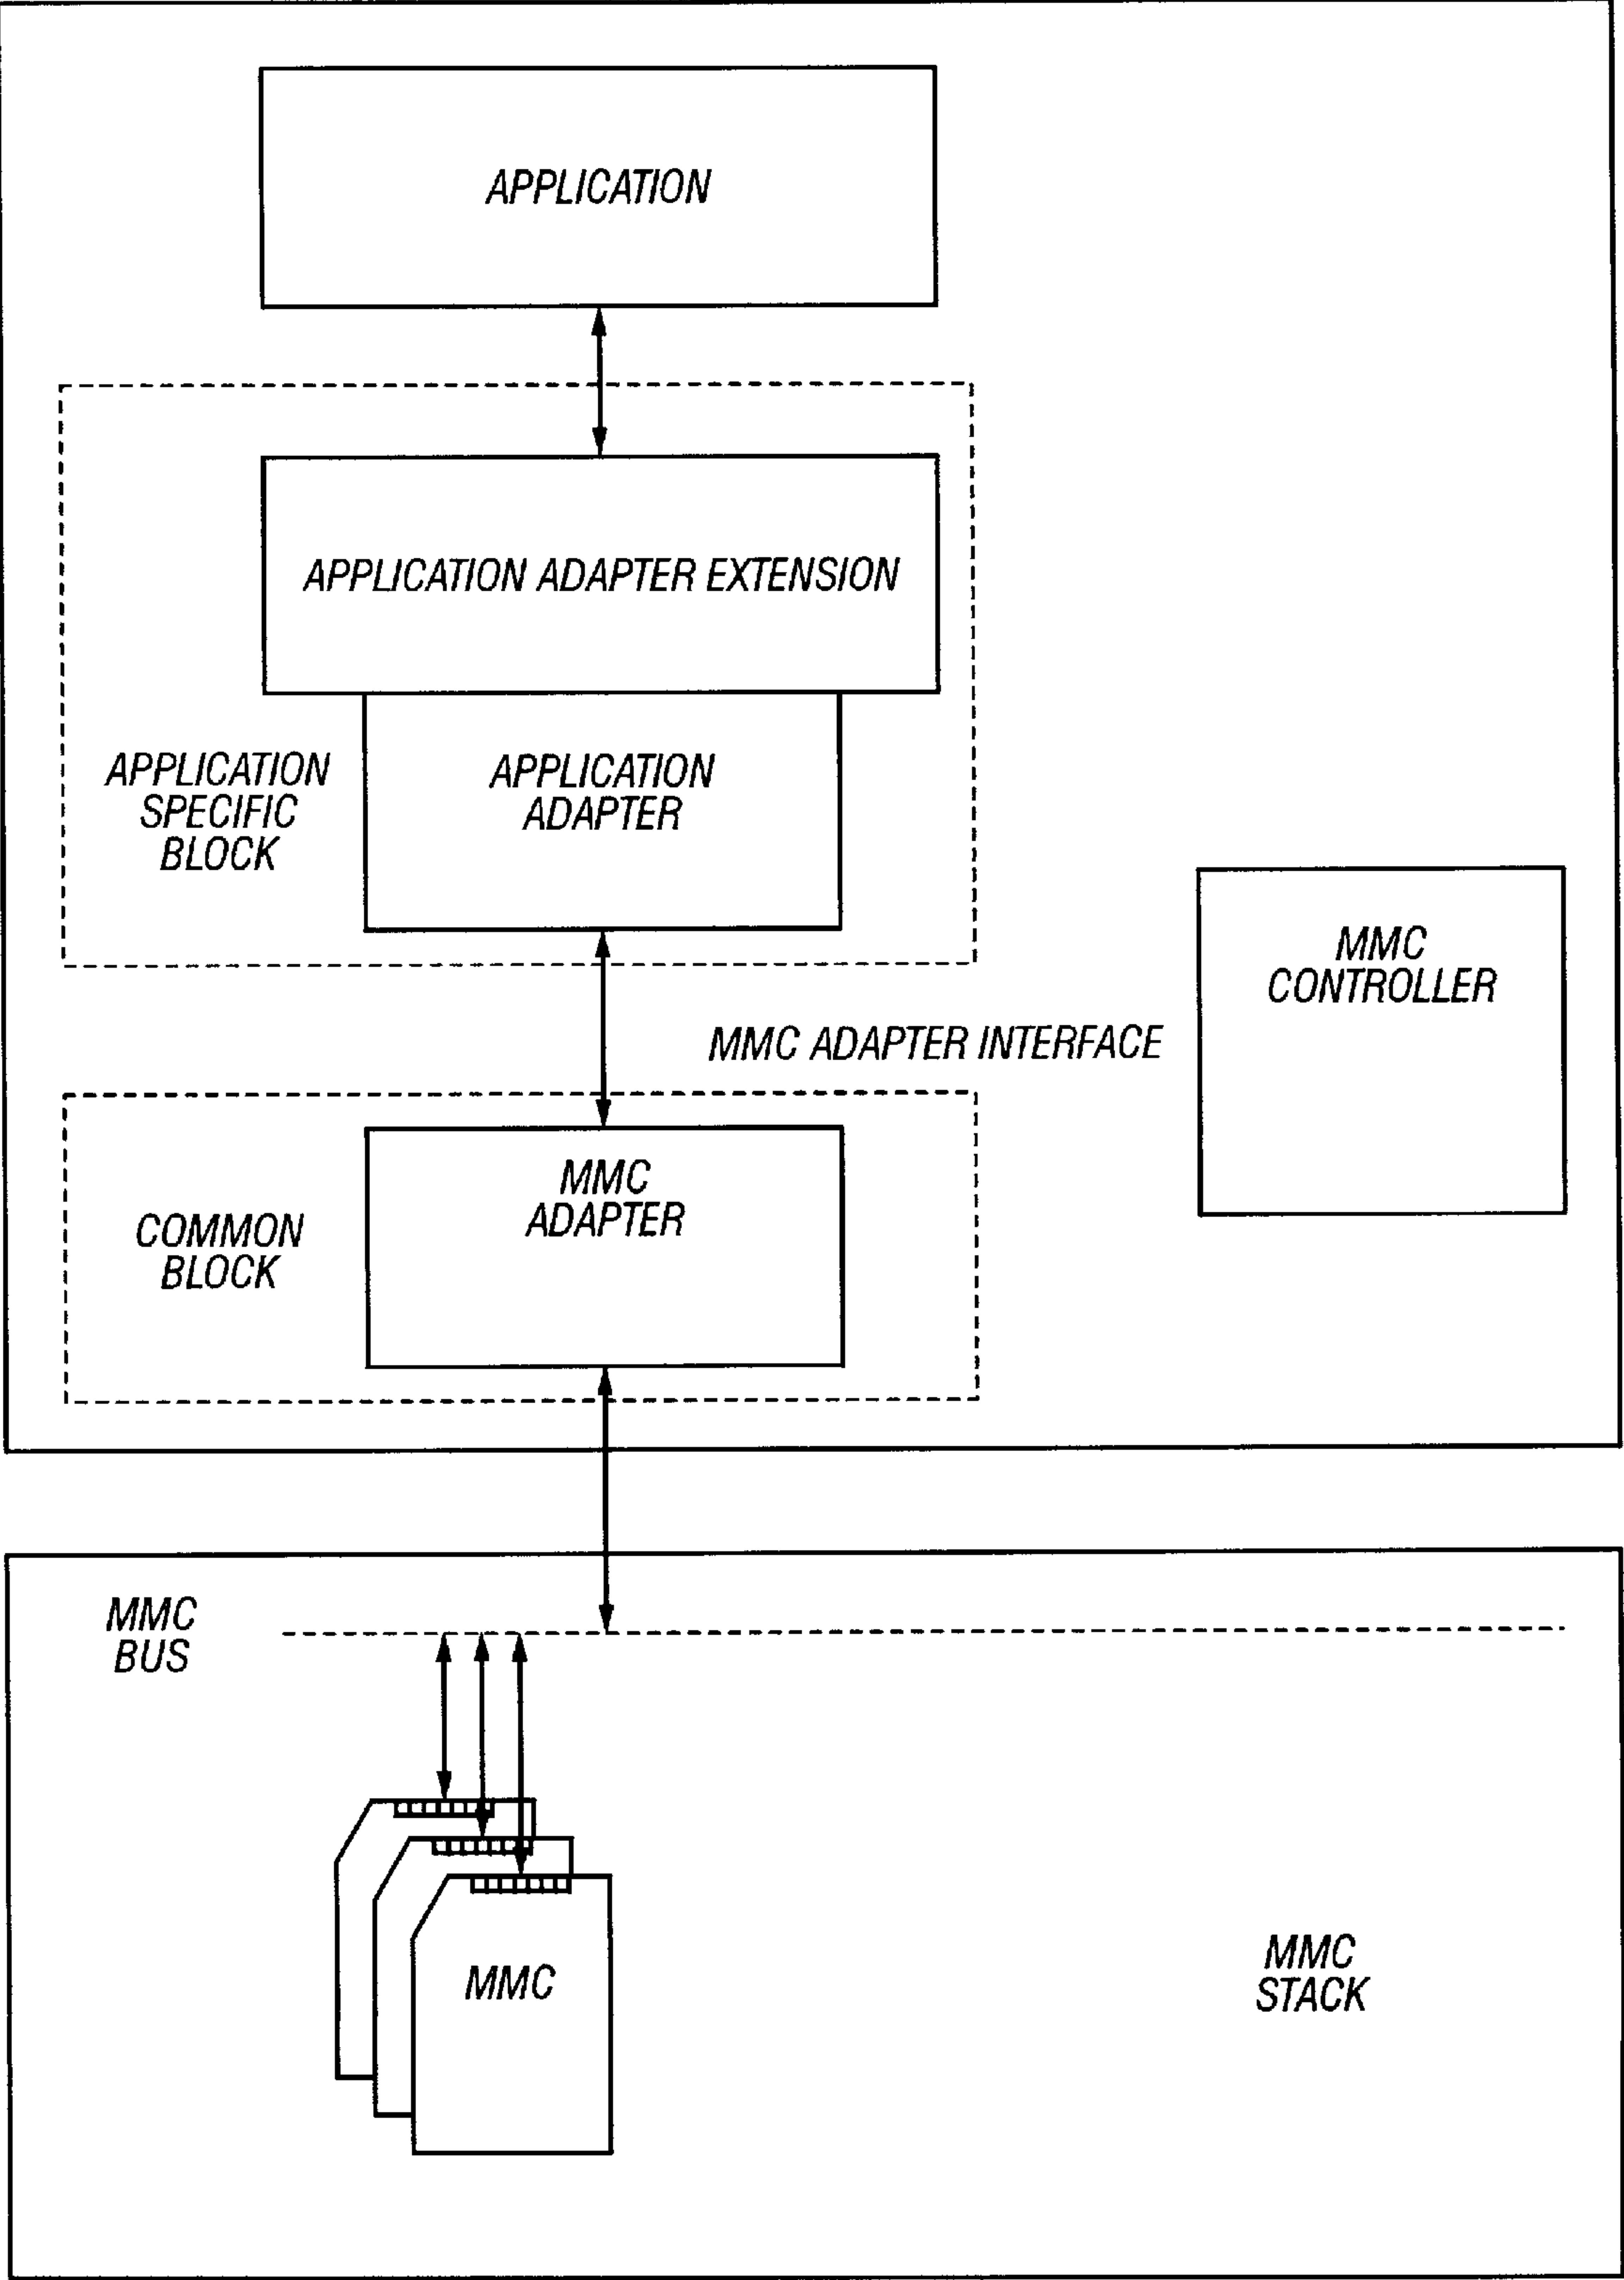 APPLICATION
APPLICATION ADAPTER EXTENSION
APPLICATION
SPECIFIC
BLOCK
APPLICATION
ADAPTER
MMC
CONTROLLER
MMC ADAPTER INTERFACE
COMMON
BLOCK
MMC
ADAPTER
MMC
BUS
MMC
MMC
STACK